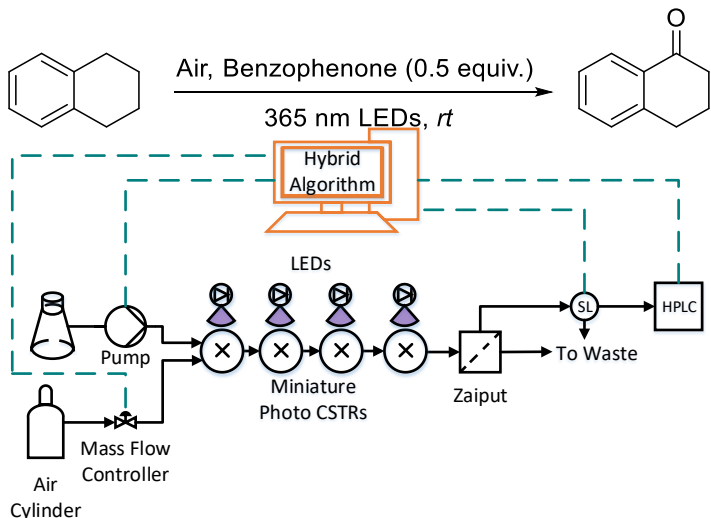 O
Air, Benzophenone (0.5 equiv.)
365 nm LEDs, rt
Hybrid
Algorithm
LEDs
SL
HPLC
Pump
To Waste
Miniature
Photo CSTRs
Zaiput
Mass Flow
Controller
Air
Cylinder